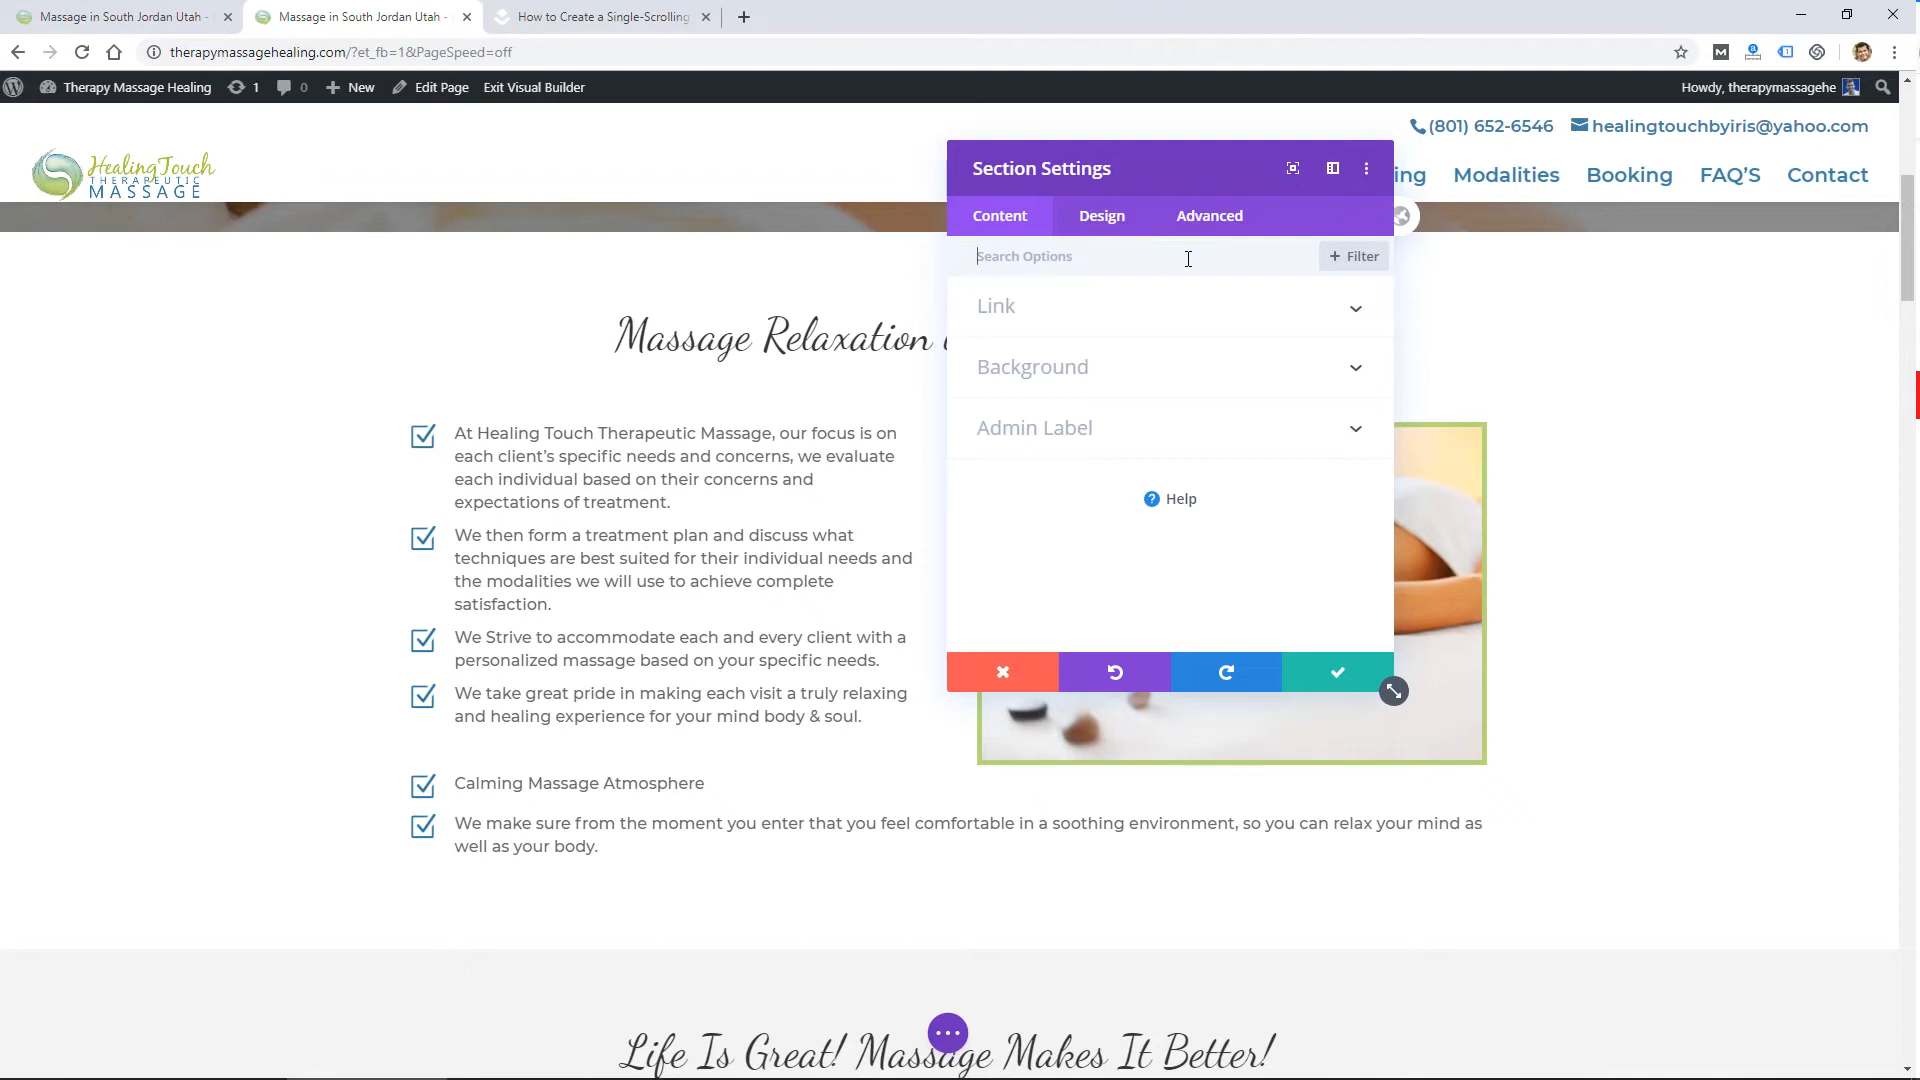 Massage in South Jordan Utah -
Massage in South Jordan Utah -
How to Create a Single-Scrolling
therapymassagehealing.com/?et_fb=1&PageSpeed=off
Therapy Massage Healing
1
0
New
Edit Page
Exit Visual Builder
Howdy, therapymassagehe
(801) 652-6546
healingtouchbyiris@yahoo.com
Healing Touch
THERAPEUTIC
MASSAGE
ing
Modalities
Booking
FAQ'S
Contact
Section Settings
Content
Design
Advanced
Search Options
+ Filter
Link
Background
Admin Label
Help
Massage Relaxation
At Healing Touch Therapeutic Massage, our focus is on
each client's specific needs and concerns, we evaluate
each individual based on their concerns and
expectations of treatment.
We then form a treatment plan and discuss what
techniques are best suited for their individual needs and
the modalities we will use to achieve complete
satisfaction.
We Strive to accommodate each and every client with a
personalized massage based on your specific needs.
We take great pride in making each visit a truly relaxing
and healing experience for your mind body & soul.
Calming Massage Atmosphere
We make sure from the moment you enter that you feel comfortable in a soothing environment, so you can relax your mind as
well as your body.
Life Is Great! Massage Makes It Better!